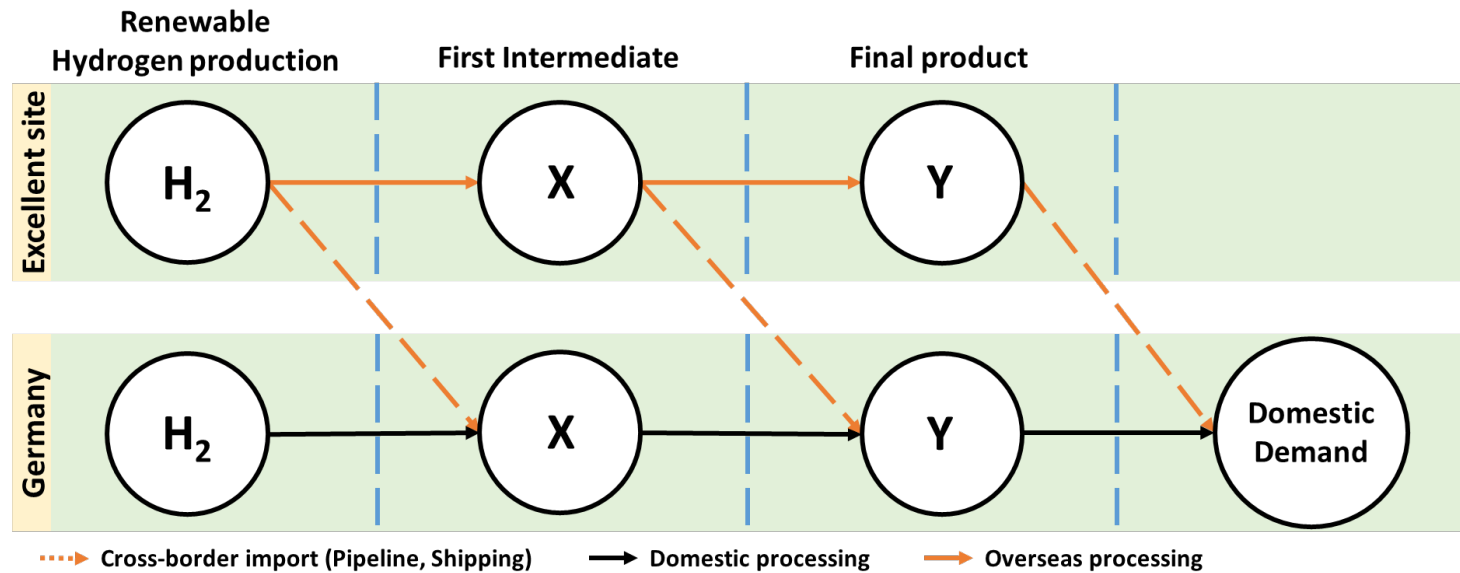 Renewable
Hydrogen production
First Intermediate
Final product
Excellent site
H₂
X
Y
Germany
H₂
X
Y
Domestic
Demand
Cross-border import (Pipeline, Shipping)
Domestic processing
Overseas processing